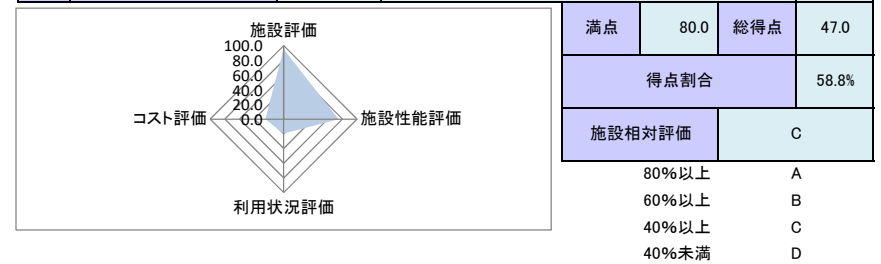 施設評価
100.0
80.0
60.0
40.0
20.0
0.0
コスト評価
施設性能評価
利用状況評価
満点 80.0 総得点 47.0
得点割合 58.8%
施設相対評価 C
80%以上 A
60%以上 B
40%以上 C
40%未満 D